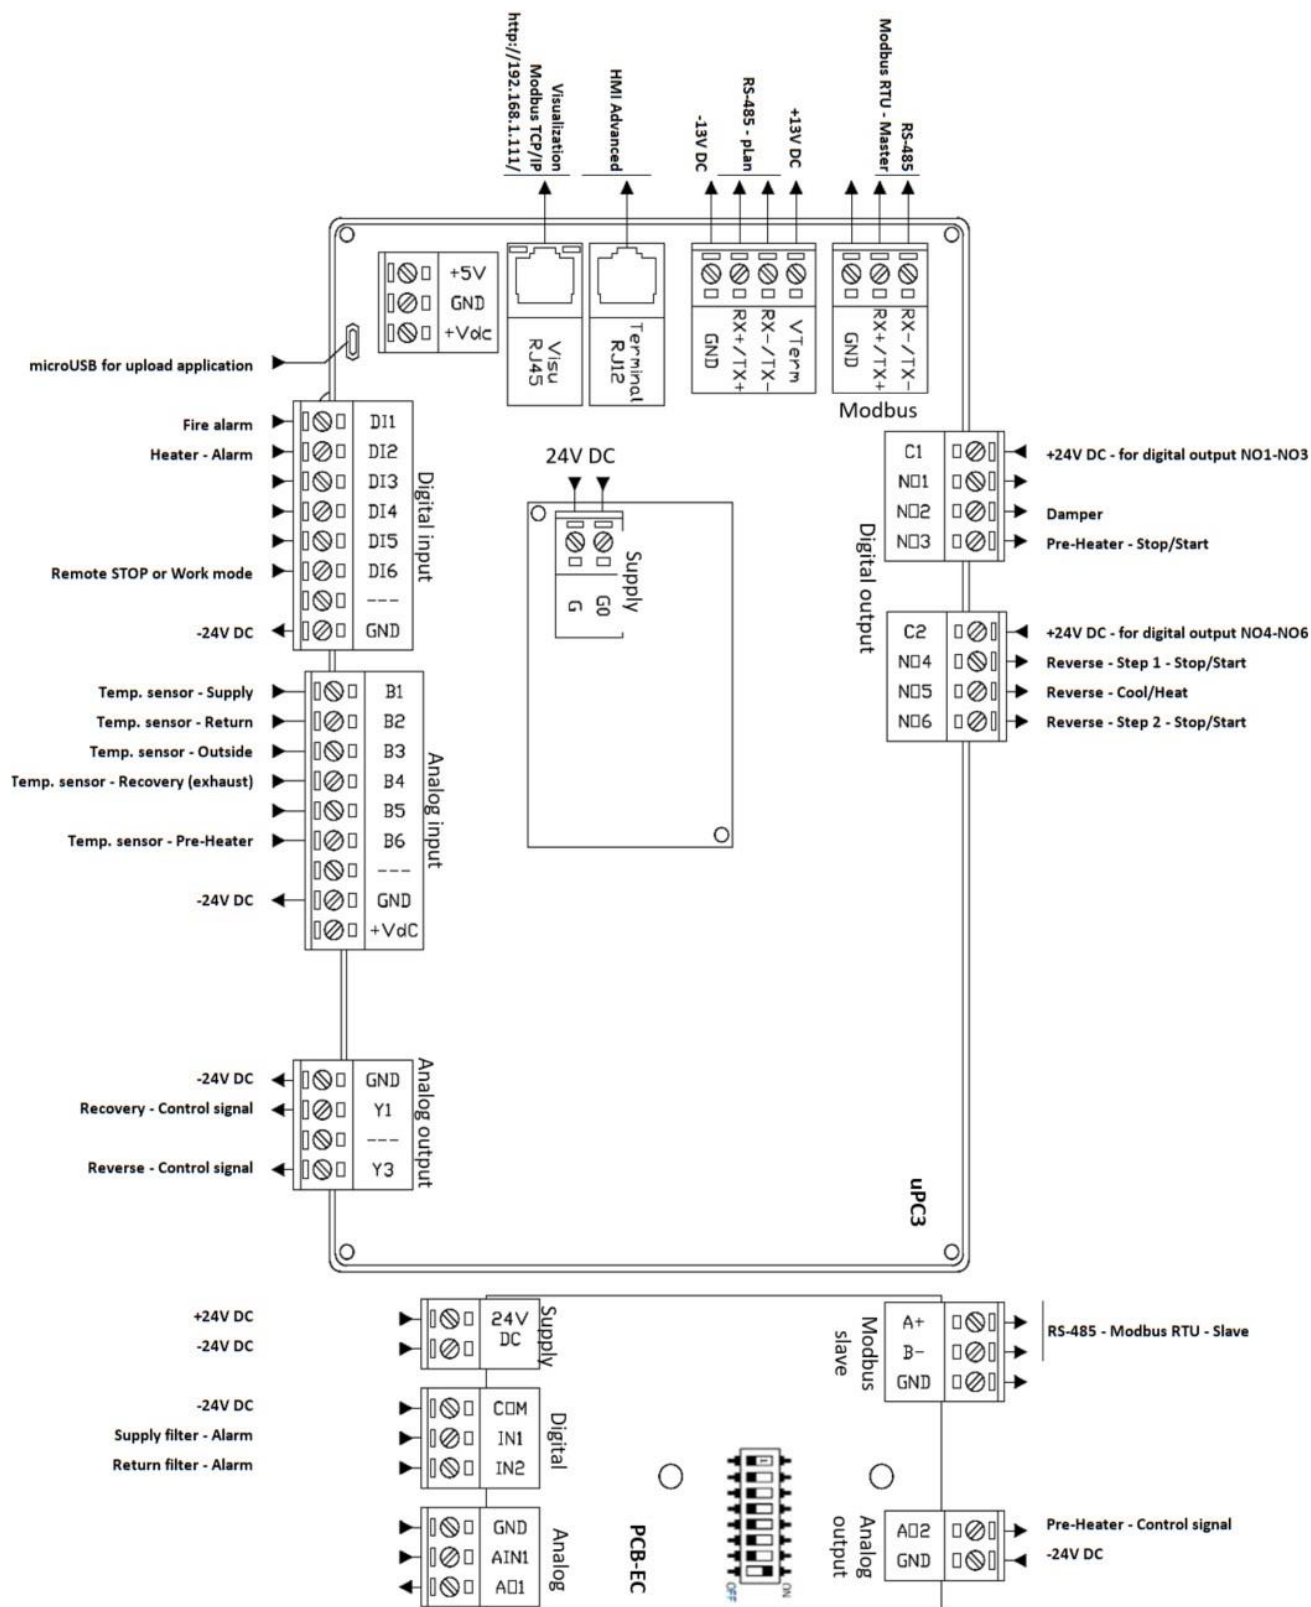 http://192.168.1.111/
Modbus TCP/IP
Visualization
HMI Advanced
-13V DC
RS-485 - pLan
+13V DC
Modbus RTU - Master
RS-485
+5V
GND
+Vdc
Visu
RJ45
Terminal
RJ12
GND
RX+/TX+
RX-/TX-
VTerm
GND
RX+/TX+
RX-/TX-
Modbus
microUSB for upload application
Fire alarm
DI1
Heater - Alarm
DI2
DI3
DI4
DI5
Remote STOP or Work mode
DI6
---
-24V DC
GND
Digital input
24V DC
G
G0
Supply
C1
+24V DC - for digital output NO1-NO3
NO1
NO2
Damper
NO3
Pre-Heater - Stop/Start
Digital output
C2
+24V DC - for digital output NO4-NO6
NO4
Reverse - Step 1 - Stop/Start
NO5
Reverse - Cool/Heat
NO6
Reverse - Step 2 - Stop/Start
Temp. sensor - Supply
B1
Temp. sensor - Return
B2
Temp. sensor - Outside
B3
Temp. sensor - Recovery (exhaust)
B4
B5
Temp. sensor - Pre-Heater
B6
---
-24V DC
GND
+VdC
Analog input
-24V DC
GND
Recovery - Control signal
Y1
---
Reverse - Control signal
Y3
Analog output
uPC3
+24V DC
-24V DC
24V
DC
Supply
-24V DC
COM
Supply filter - Alarm
IN1
Return filter - Alarm
IN2
Digital
GND
AIN1
AO1
Analog
PCB-EC
1
OFF
ON
Modbus
slave
A+
B-
GND
RS-485 - Modbus RTU - Slave
Analog
output
AO2
Pre-Heater - Control signal
GND
-24V DC